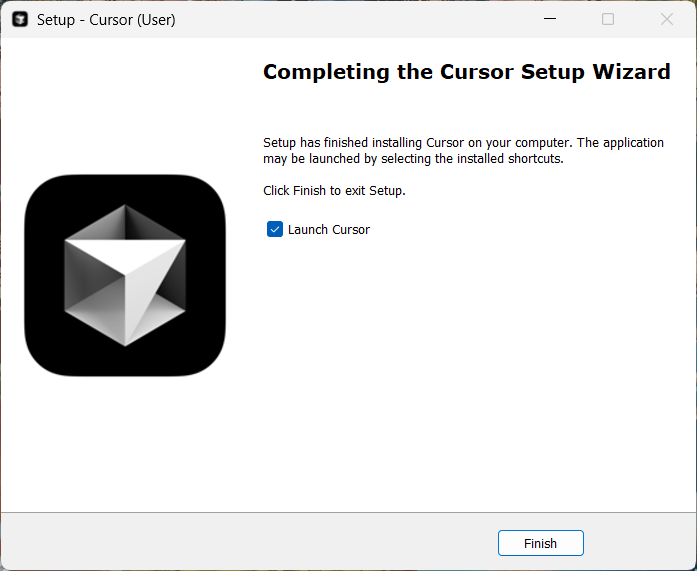 Setup - Cursor (User)
Completing the Cursor Setup Wizard
Setup has finished installing Cursor on your computer. The application
may be launched by selecting the installed shortcuts.
Click Finish to exit Setup.
Launch Cursor
Finish